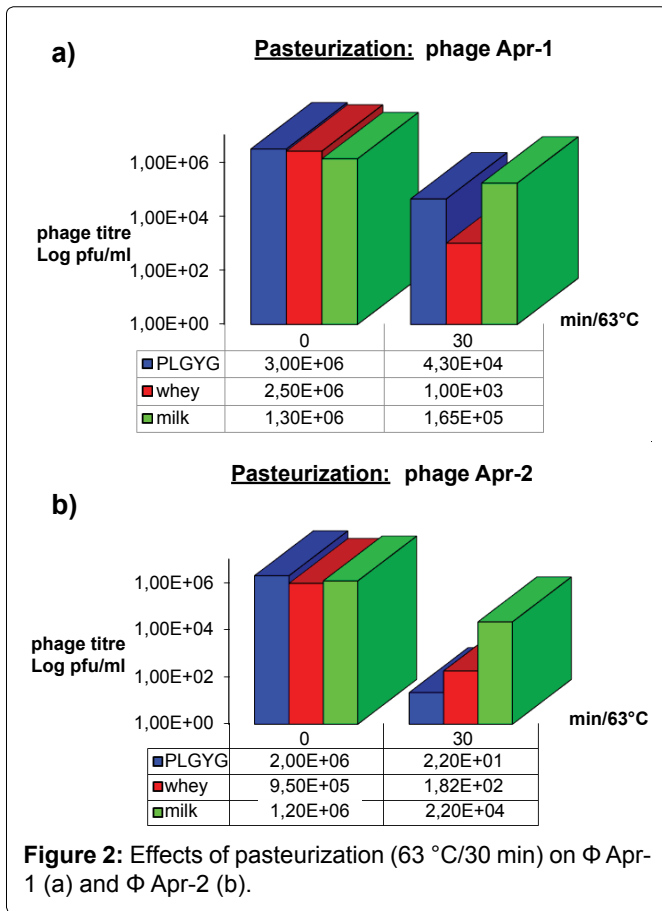 a)
Pasteurization: phage Apr-1
1,00E+06
1,00E+04
phage titre
Log pfu/ml
1,00E+02
1,00E+00
min/63°C
0 30
PLGYG 3,00E+06 4,30E+04
whey 2,50E+06 1,00E+03
milk 1,30E+06 1,65E+05
Pasteurization: phage Apr-2
b)
1,00E+06
1,00E+04
phage titre
Log pfu/ml
1,00E+02
1,00E+00
min/63°C
0 30
PLGYG 2,00E+06 2,20E+01
whey 9,50E+05 1,82E+02
milk 1,20E+06 2,20E+04
Figure 2: Effects of pasteurization (63 °C/30 min) on Φ Apr-
1 (a) and Φ Apr-2 (b).